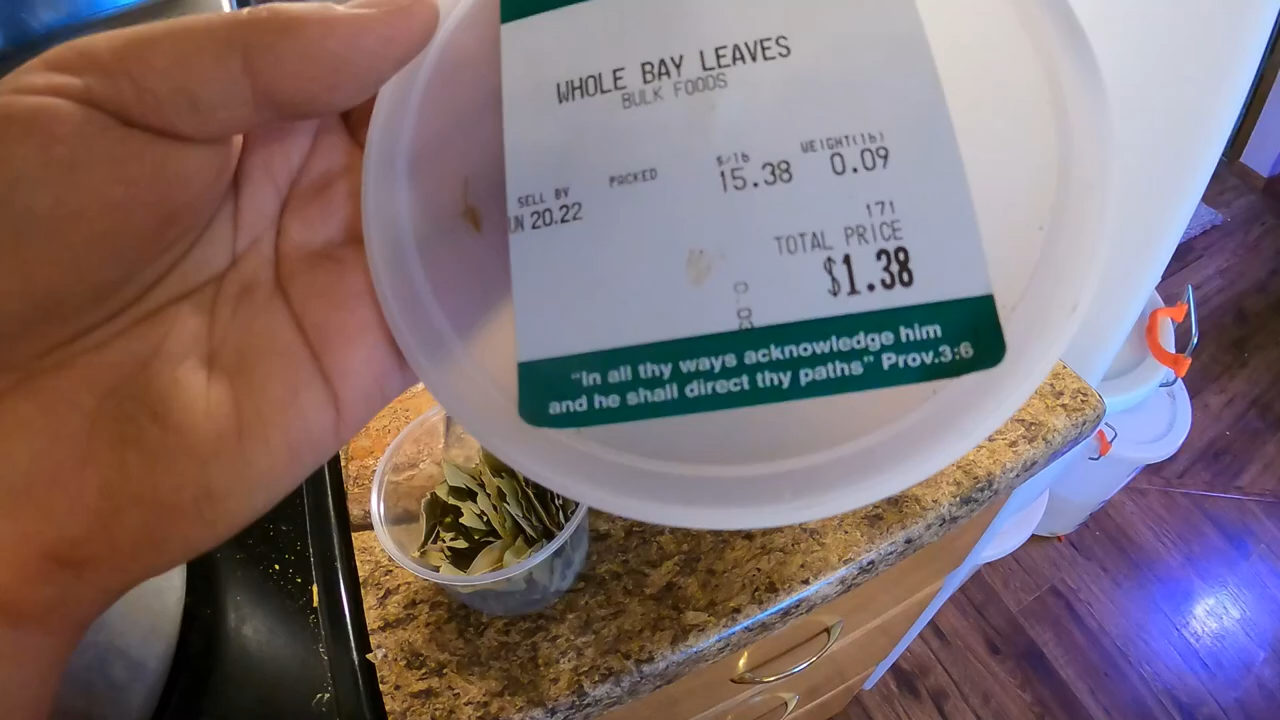 WHOLE BAY LEAVES
BULK FOODS
SELL BY
PACKED
$/lb
WEIGHT(lb)
UN 20.22
15.38
0.09
171
TOTAL PRICE
$1.38
"In all thy ways acknowledge him
and he shall direct thy paths" Prov.3:6